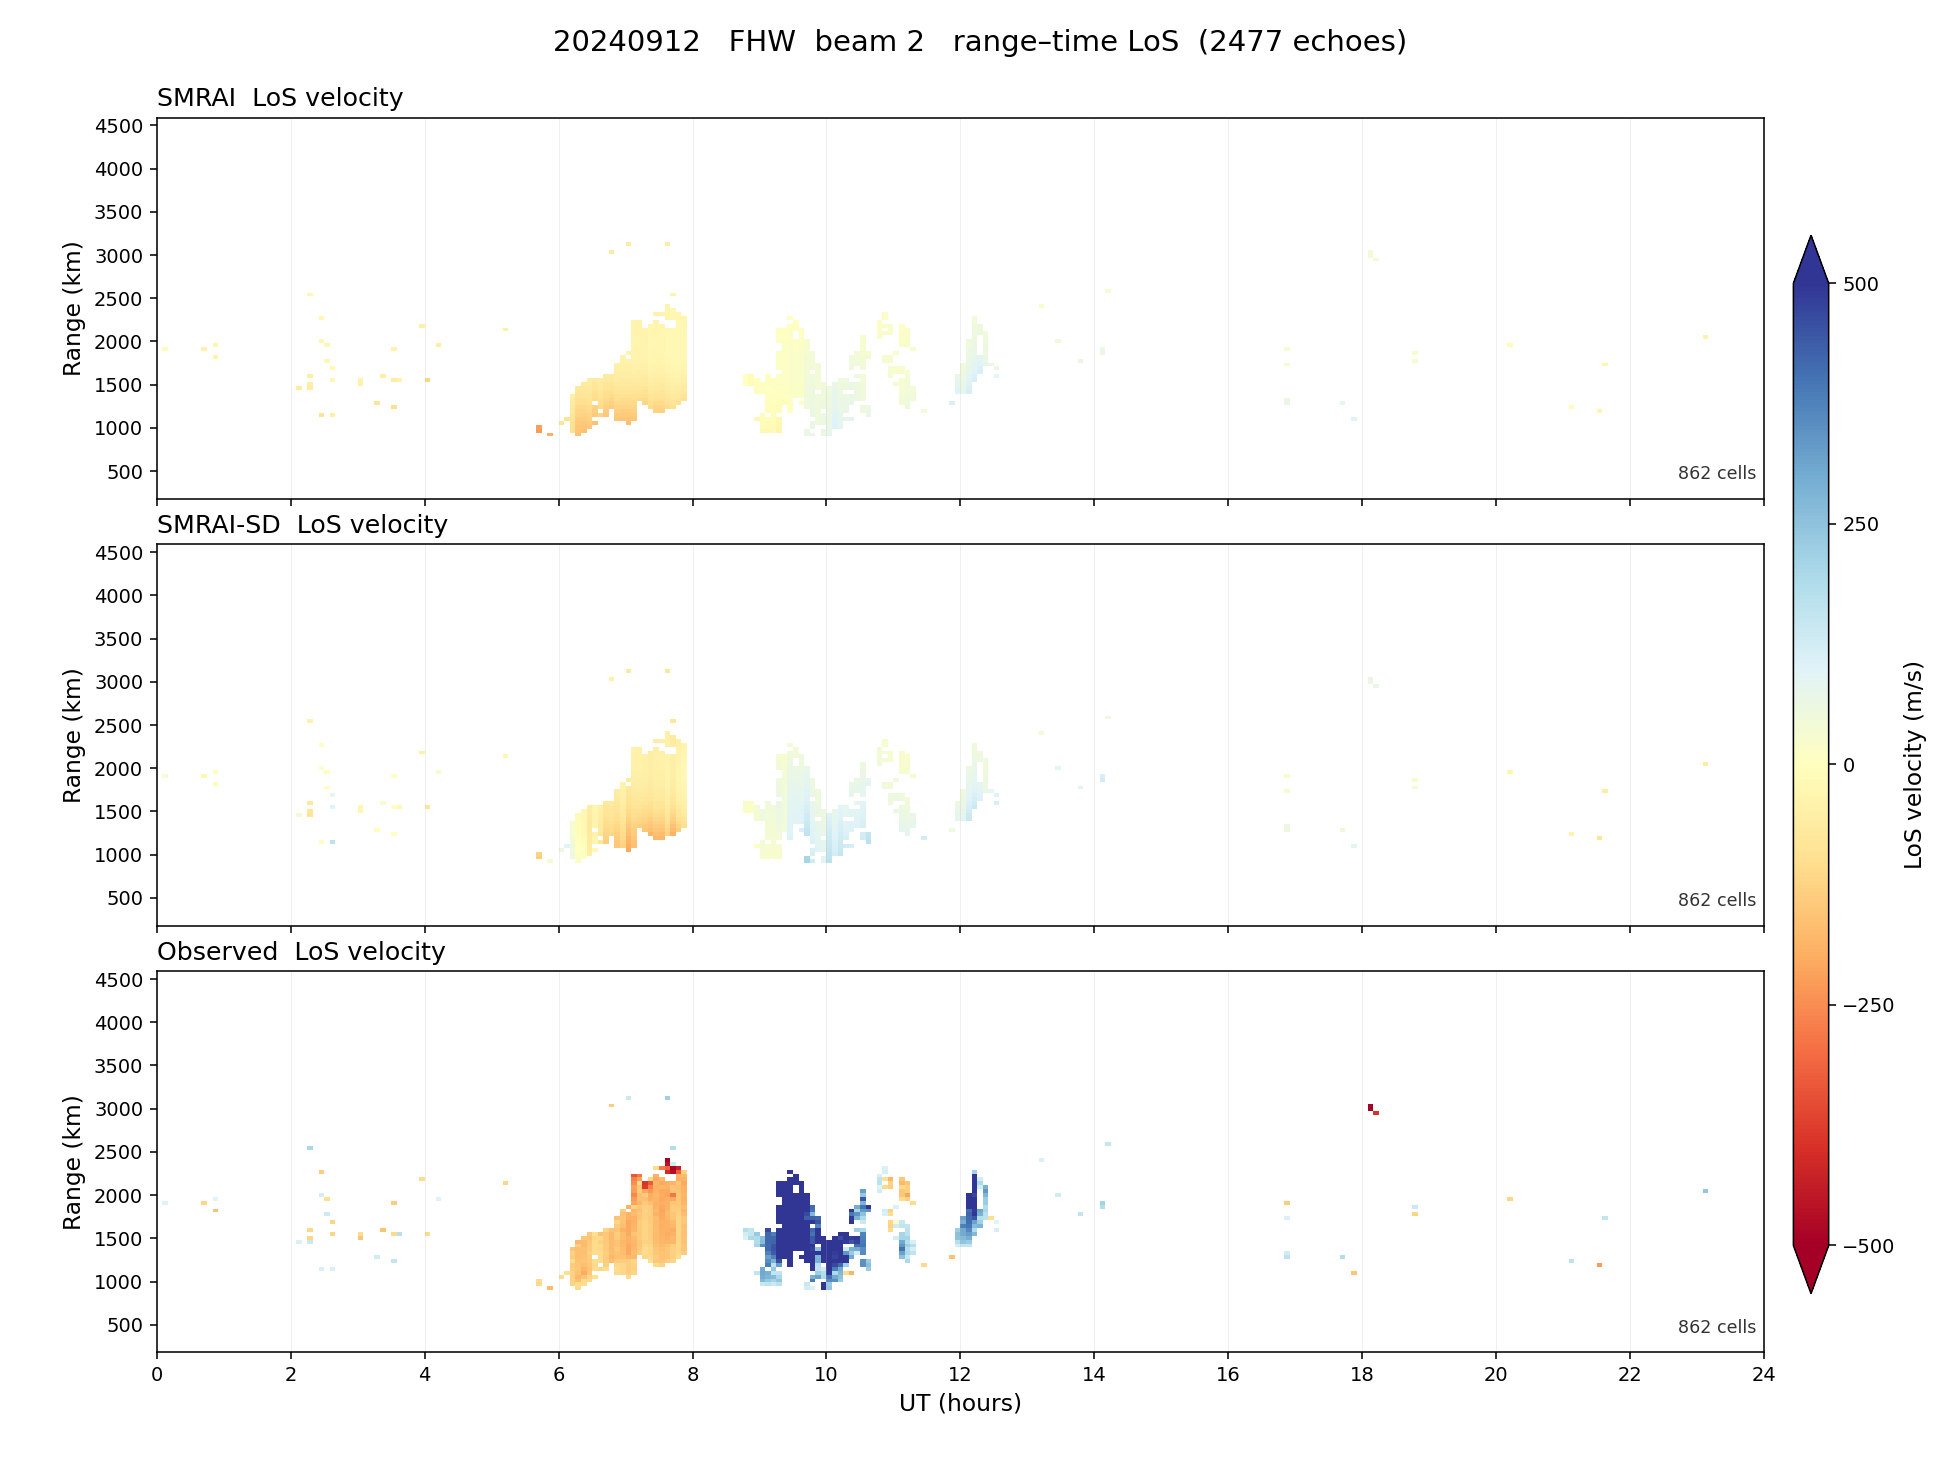 20240912   FHW  beam 2   range–time LoS  (2477 echoes)
SMRAI  LoS velocity
4500
4000
3500
3000
2500
2000
1500
1000
500
Range (km)
862 cells
SMRAI-SD  LoS velocity
4500
4000
3500
3000
2500
2000
1500
1000
500
Range (km)
862 cells
Observed  LoS velocity
4500
4000
3500
3000
2500
2000
1500
1000
500
Range (km)
862 cells
0 2 4 6 8 10 12 14 16 18 20 22 24
UT (hours)
500
250
0
−250
−500
LoS velocity (m/s)